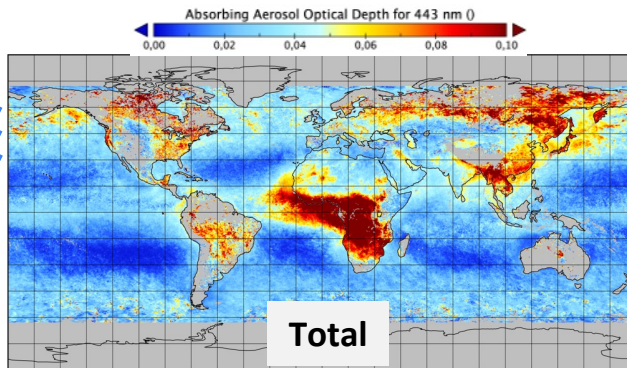 Absorbing Aerosol Optical Depth for 443 nm ()
0,00 0,02 0,04 0,06 0,08 0,10
Total